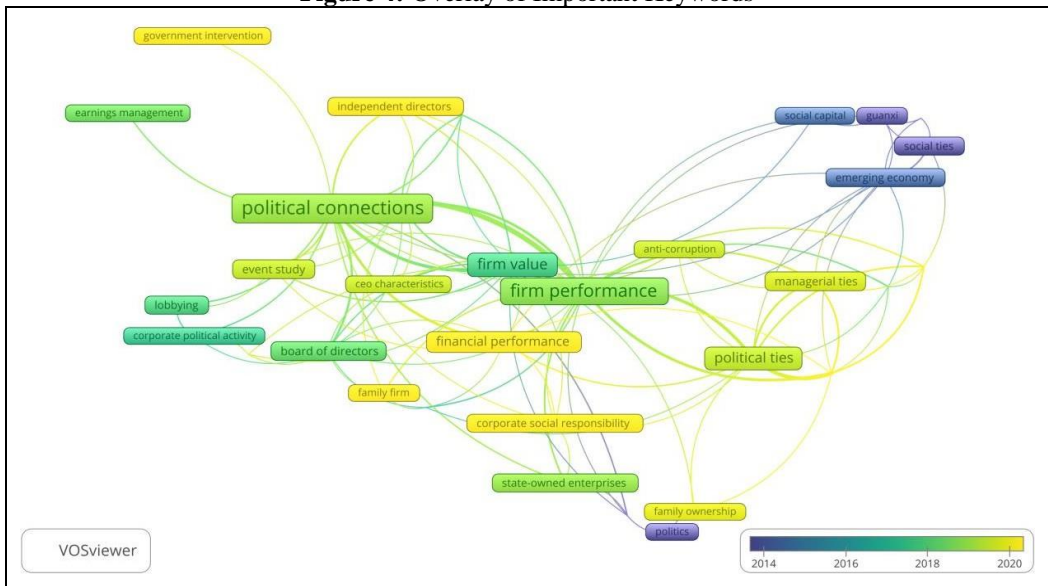 Figure 4. Overlay of Important Keywords
government intervention
earnings management
independent directors
social capital
guanxi
social ties
emerging economy
political connections
anti-corruption
event study
firm value
ceo characteristics
managerial ties
firm performance
lobbying
corporate political activity
board of directors
financial performance
political ties
family firm
corporate social responsibility
state-owned enterprises
family ownership
politics
VOSviewer
2014 2016 2018 2020